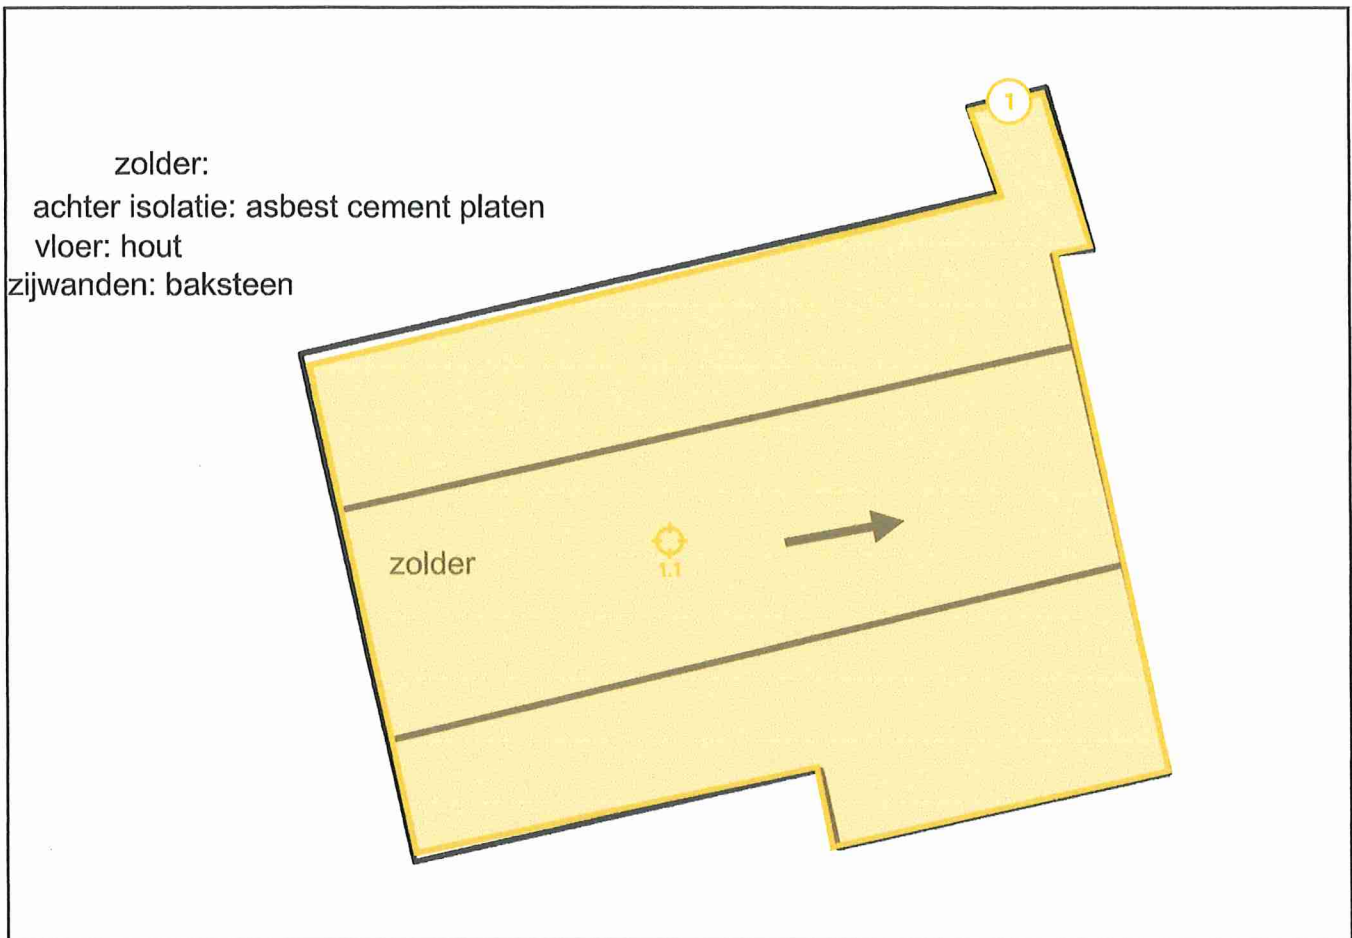 1
zolder:
achter isolatie: asbest cement platen
vloer: hout
zijwanden: baksteen
zolder
1.1